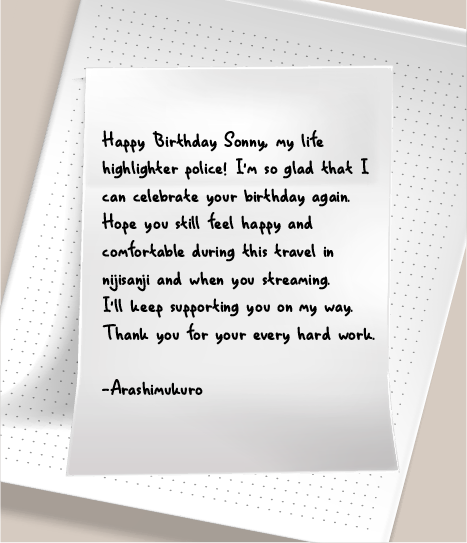 Happy Birthday Sonny, my life
highlighter police! I'm so glad that I
can celebrate your birthday again.
Hope you still feel happy and
comfortable during this travel in
nijisanji and when you streaming.
I'll keep supporting you on my way.
Thank you for your every hard work.
-Arashimukuro